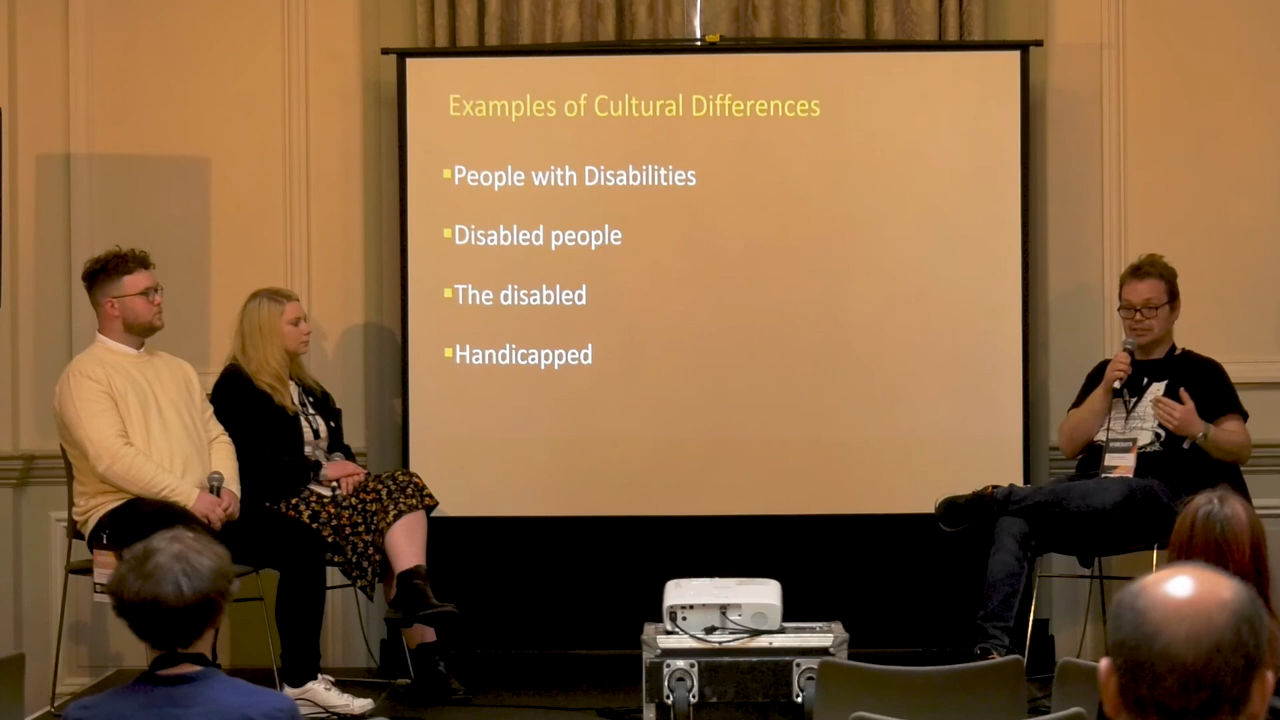 Examples of Cultural Differences
▪People with Disabilities
▪Disabled people
▪The disabled
▪Handicapped